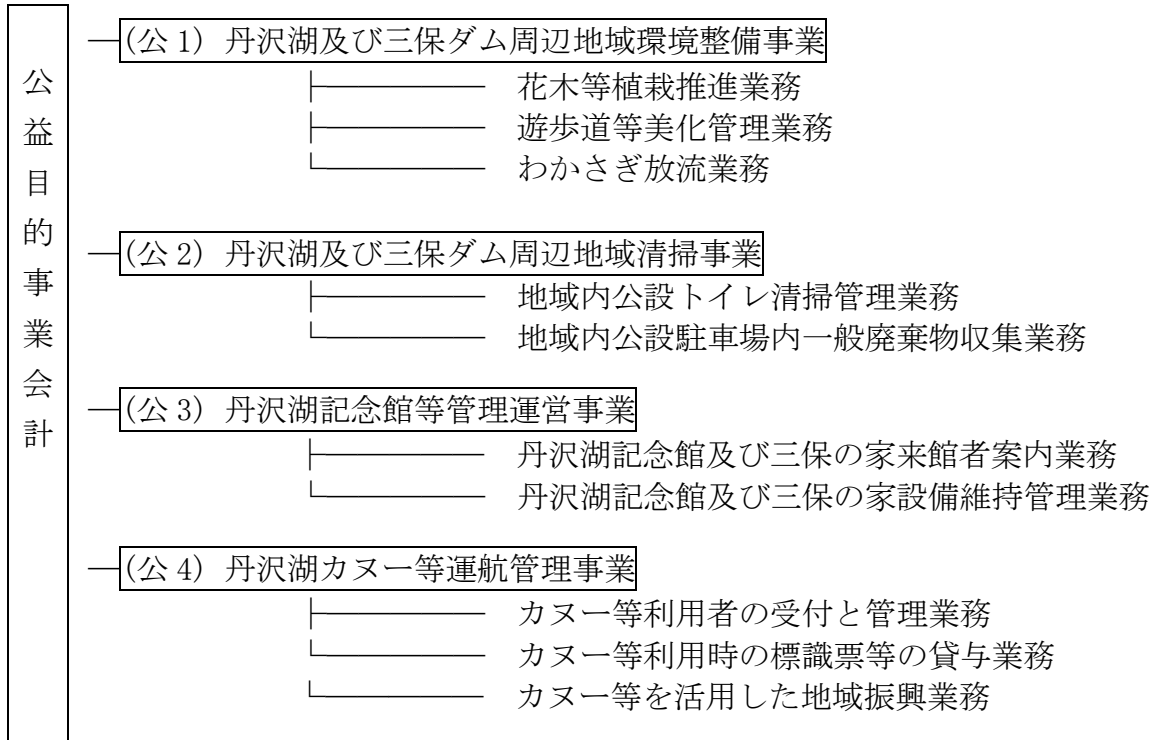 公益目的事業会計
(公1) 丹沢湖及び三保ダム周辺地域環境整備事業
花木等植栽推進業務
遊歩道等美化管理業務
わかさぎ放流業務
(公2) 丹沢湖及び三保ダム周辺地域清掃事業
地域内公設トイレ清掃管理業務
地域内公設駐車場内一般廃棄物収集業務
(公3) 丹沢湖記念館等管理運営事業
丹沢湖記念館及び三保の家来館者案内業務
丹沢湖記念館及び三保の家設備維持管理業務
(公4) 丹沢湖カヌー等運航管理事業
カヌー等利用者の受付と管理業務
カヌー等利用時の標識票等の貸与業務
カヌー等を活用した地域振興業務